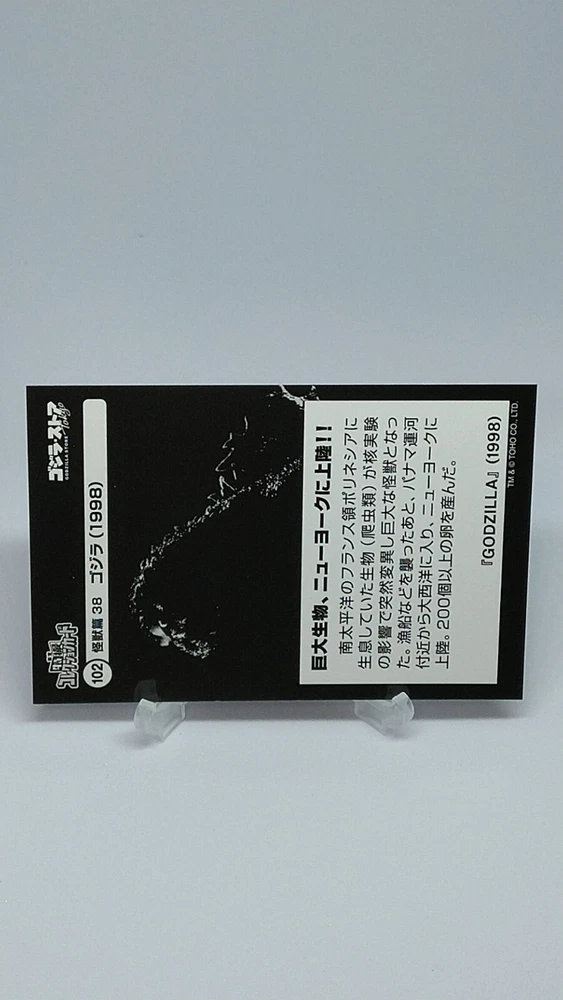 102 怪獣篇 38 ゴジラ(1998)
ゴジラ・ストア
GODZILLA STORE Tokyo
巨大生物、ニューヨークに上陸!!
南太平洋のフランス領ポリネシアに
生息していた生物(爬虫類)が核実験
の影響で突然変異し巨大な怪獣となっ
た。漁船などを襲ったあと、パナマ運河
付近から大西洋に入り、ニューヨークに
上陸。200個以上の卵を産んだ。
『GODZILLA』(1998)
TM & © TOHO CO., LTD.